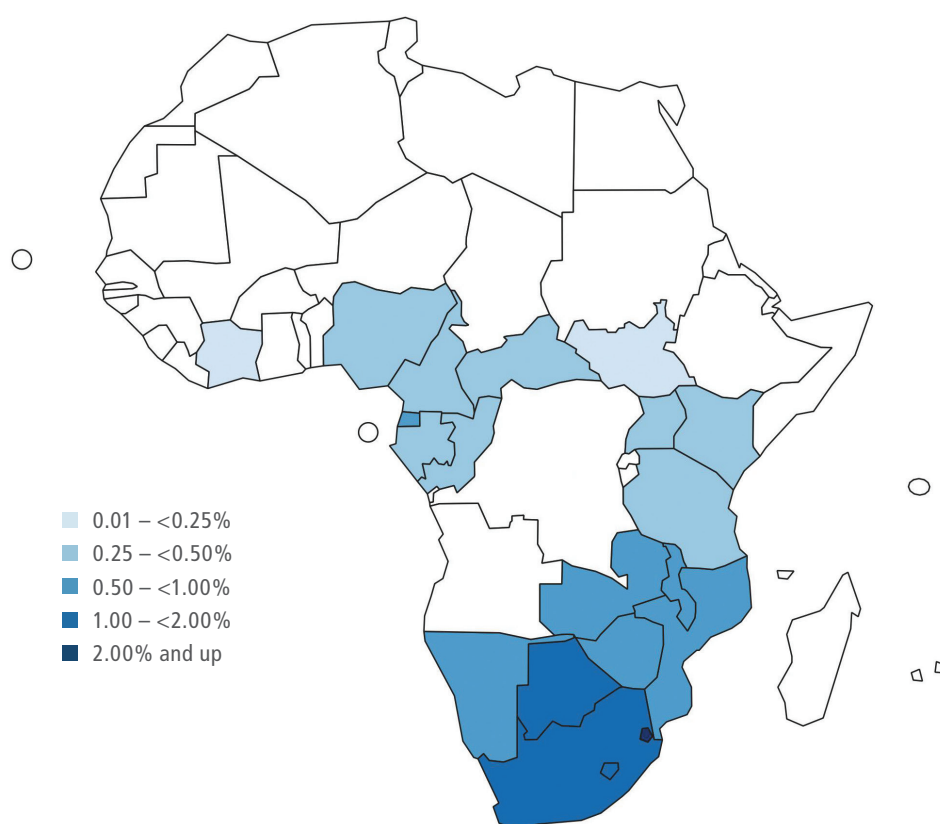 0.01 – <0.25%
0.25 – <0.50%
0.50 – <1.00%
1.00 – <2.00%
2.00% and up